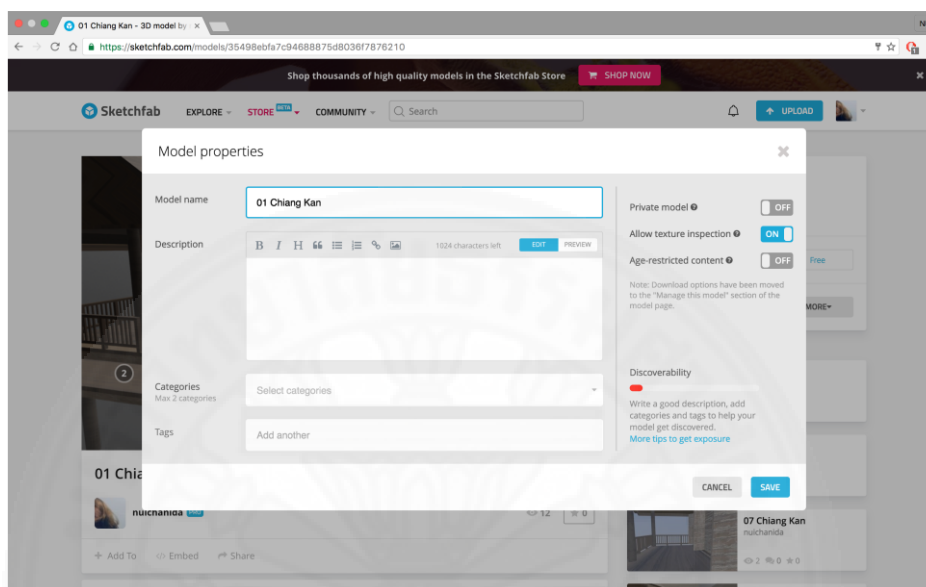 01 Chiang Kan - 3D model by
https://sketchfab.com/models/35498ebfa7c94688875d8036f7876210
Shop thousands of high quality models in the Sketchfab Store SHOP NOW
Sketchfab EXPLORE STORE BETA COMMUNITY Search UPLOAD
Model properties
Model name 01 Chiang Kan
Description B I H 1024 characters left EDIT PREVIEW
Categories
Max 2 categories
Select categories
Tags Add another
Private model OFF
Allow texture inspection ON
Age-restricted content OFF
Note: Download options have been moved
to the "Manage this model" section of the
model page.
Discoverability
Write a good description, add
categories and tags to help your
model get discovered.
More tips to get exposure
CANCEL SAVE
Free
MORE
2
01 Chia
nuichanida PRO
12 0
Add To Embed Share
07 Chiang Kan
nuichanida
2 0 0